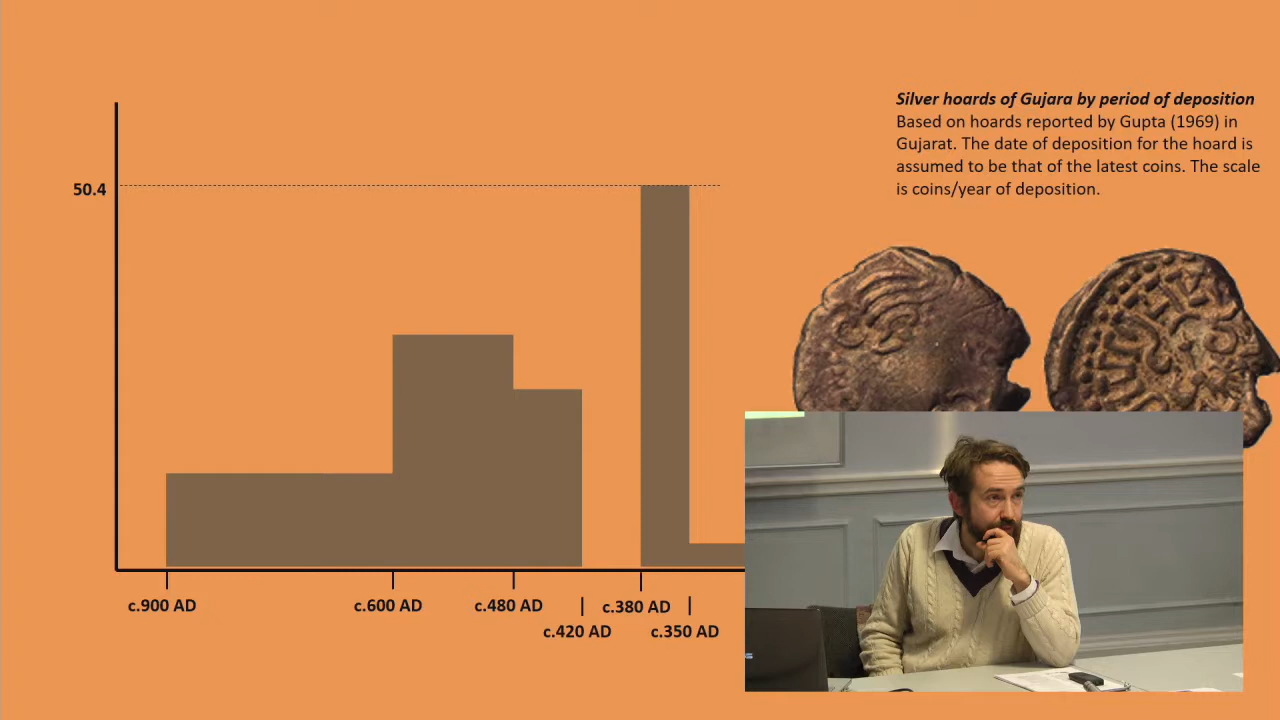 Silver hoards of Gujara by period of deposition
Based on hoards reported by Gupta (1969) in
Gujarat. The date of deposition for the hoard is
assumed to be that of the latest coins. The scale
is coins/year of deposition.
50.4
c.900 AD
c.600 AD
c.480 AD
c.420 AD
c.380 AD
c.350 AD